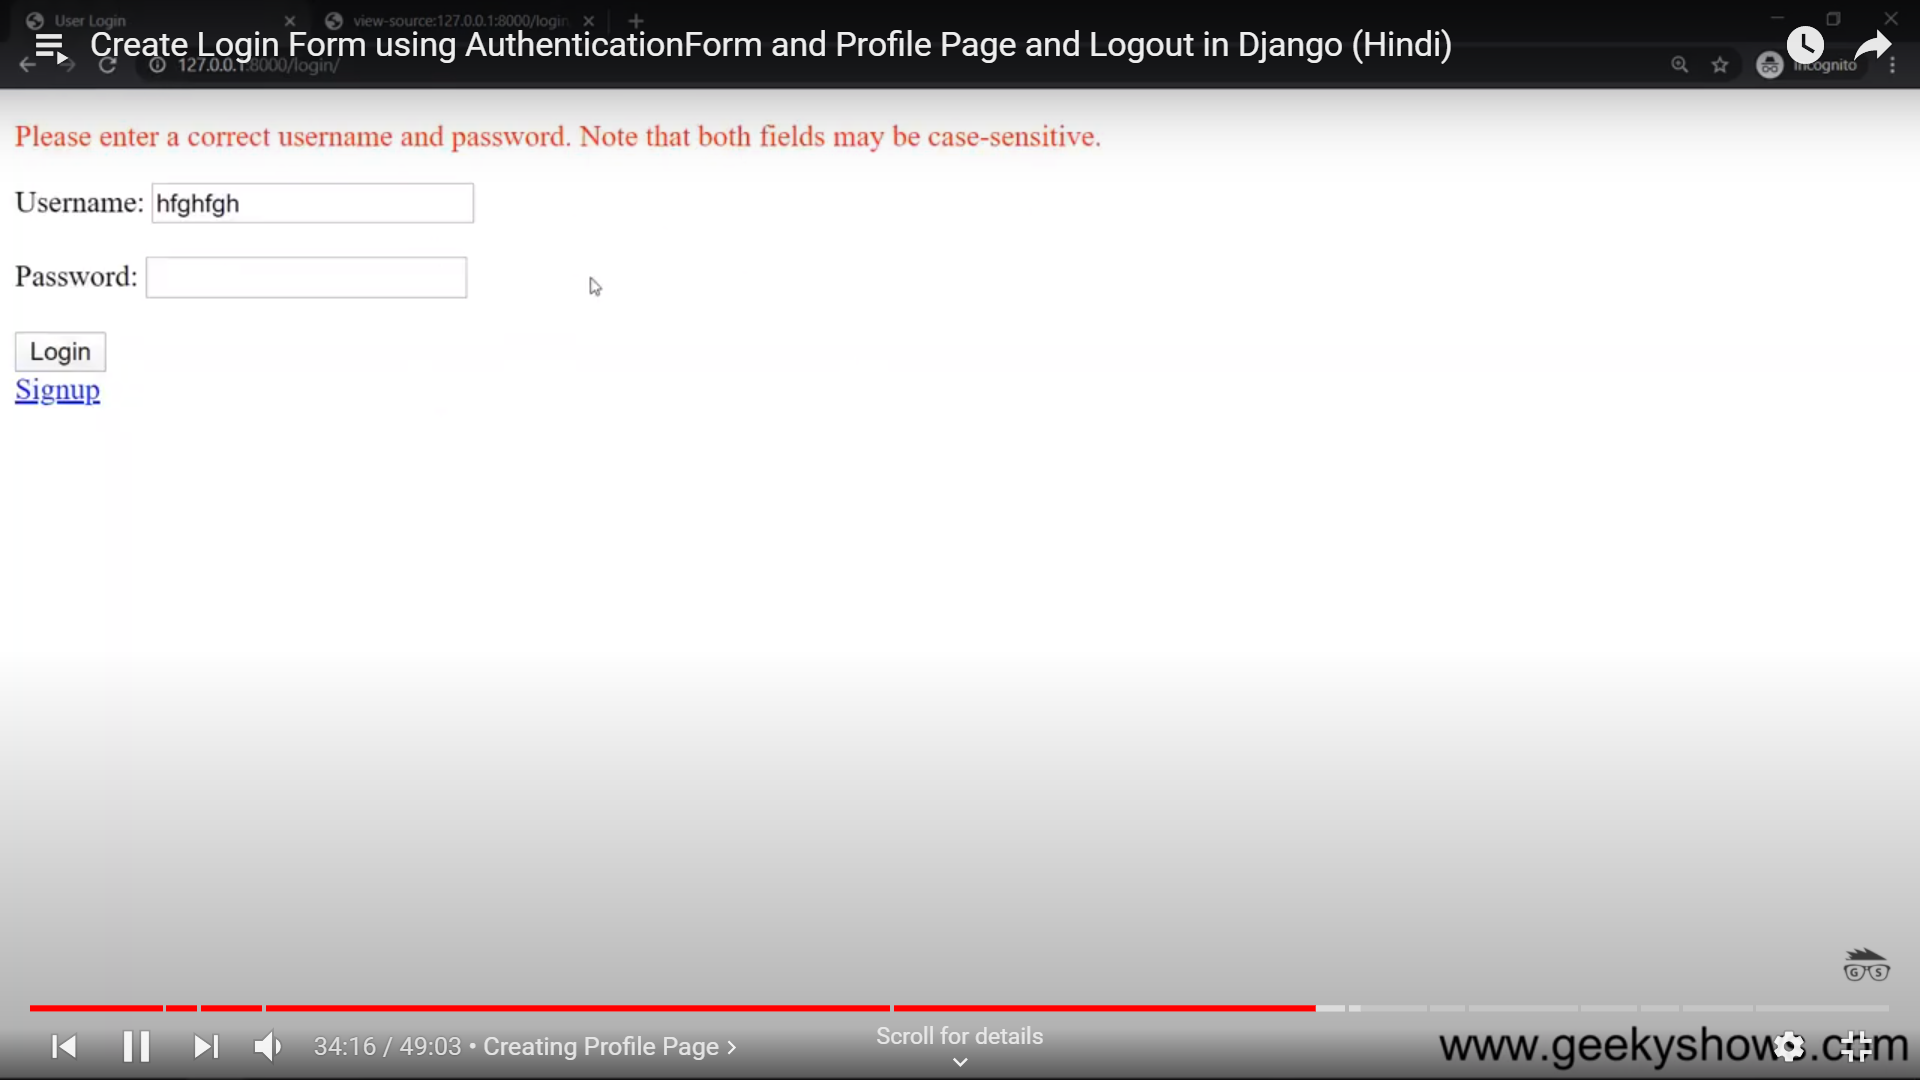 User Login
view-source:127.0.0.1:8000/login
Create Login Form using AuthenticationForm and Profile Page and Logout in Django (Hindi)
127.0.0.1:8000/login/
Incognito
Please enter a correct username and password. Note that both fields may be case-sensitive.
Username: hfghfgh
Password:
Login
Signup
G S
Scroll for details
34:16 / 49:03 • Creating Profile Page
www.geekyshows.com